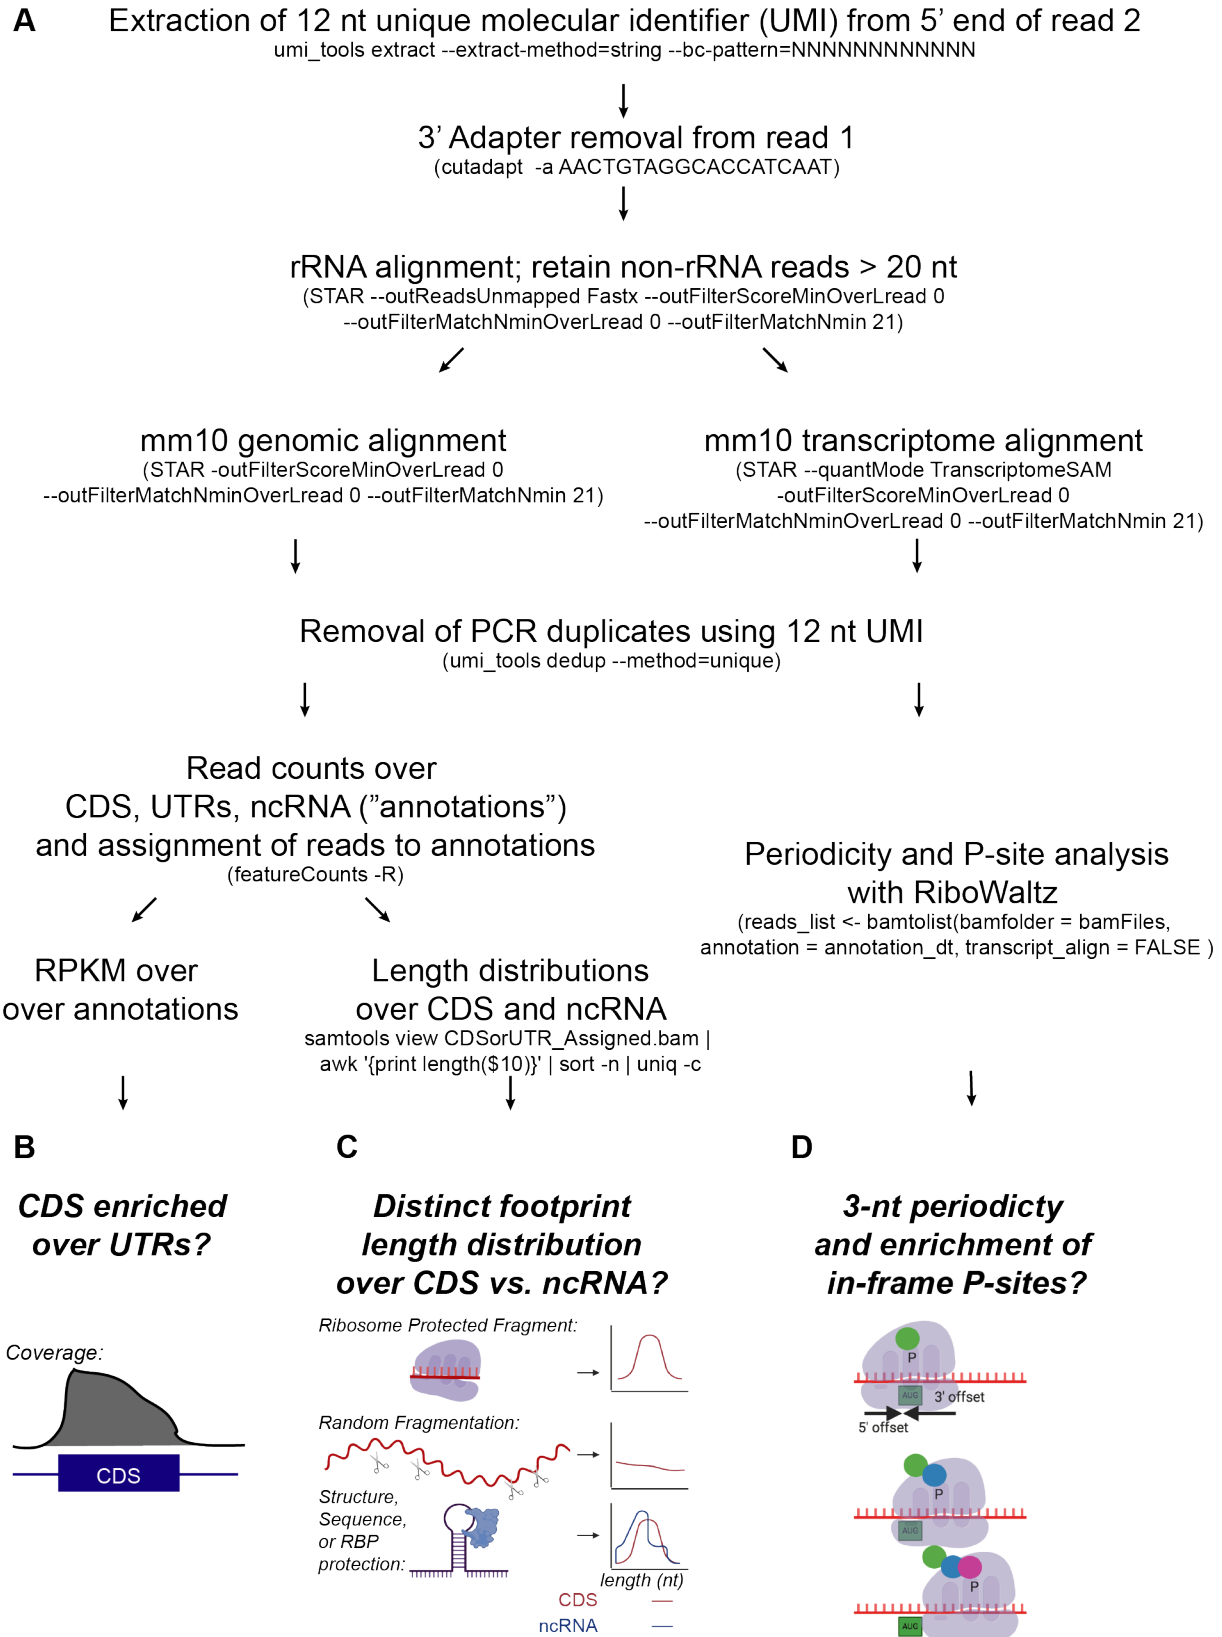 A
Extraction of 12 nt unique molecular identifier (UMI) from 5’ end of read 2
umi_tools extract --extract-method=string --bc-pattern=NNNNNNNNNNNN
3’ Adapter removal from read 1
(cutadapt -a AACTGTAGGCACCATCAAT)
rRNA alignment; retain non-rRNA reads > 20 nt
(STAR --outReadsUnmapped Fastx --outFilterScoreMinOverLread 0
--outFilterMatchNminOverLread 0 --outFilterMatchNmin 21)
mm10 genomic alignment
(STAR -outFilterScoreMinOverLread 0
--outFilterMatchNminOverLread 0 --outFilterMatchNmin 21)
mm10 transcriptome alignment
(STAR --quantMode TranscriptomeSAM
-outFilterScoreMinOverLread 0
--outFilterMatchNminOverLread 0 --outFilterMatchNmin 21)
Removal of PCR duplicates using 12 nt UMI
(umi_tools dedup --method=unique)
Read counts over
CDS, UTRs, ncRNA (”annotations”)
and assignment of reads to annotations
(featureCounts -R)
Periodicity and P-site analysis
with RiboWaltz
(reads_list <- bamtolist(bamfolder = bamFiles,
annotation = annotation_dt, transcript_align = FALSE )
RPKM over
over annotations
Length distributions
over CDS and ncRNA
samtools view CDSorUTR_Assigned.bam |
awk '{print length($10)}' | sort -n | uniq -c
B
CDS enriched
over UTRs?
Coverage:
CDS
C
Distinct footprint
length distribution
over CDS vs. ncRNA?
Ribosome Protected Fragment:
Random Fragmentation:
Structure,
Sequence,
or RBP
protection:
length (nt)
CDS
ncRNA
D
3-nt periodicty
and enrichment of
in-frame P-sites?
P
AUG
3' offset
5' offset
P
AUG
P
AUG